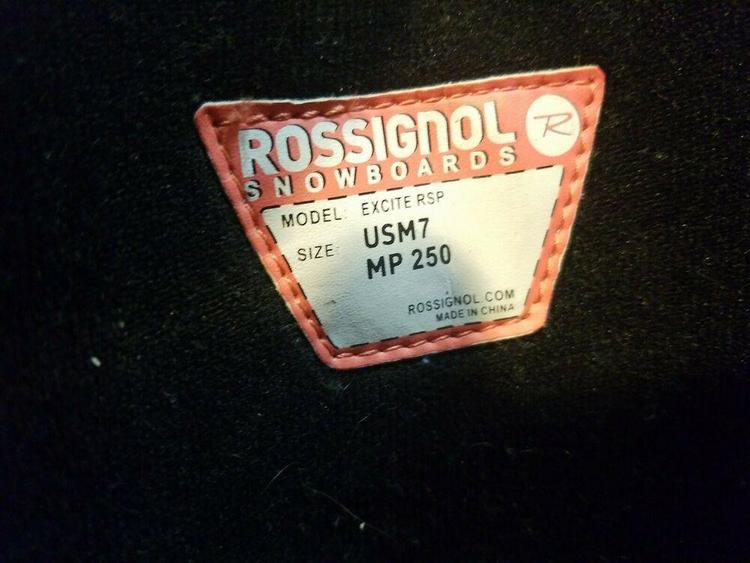 ROSSIGNOL R
SNOWBOARDS
MODEL: EXCITE RSP
SIZE: USM7
MP 250
ROSSIGNOL.COM
MADE IN CHINA